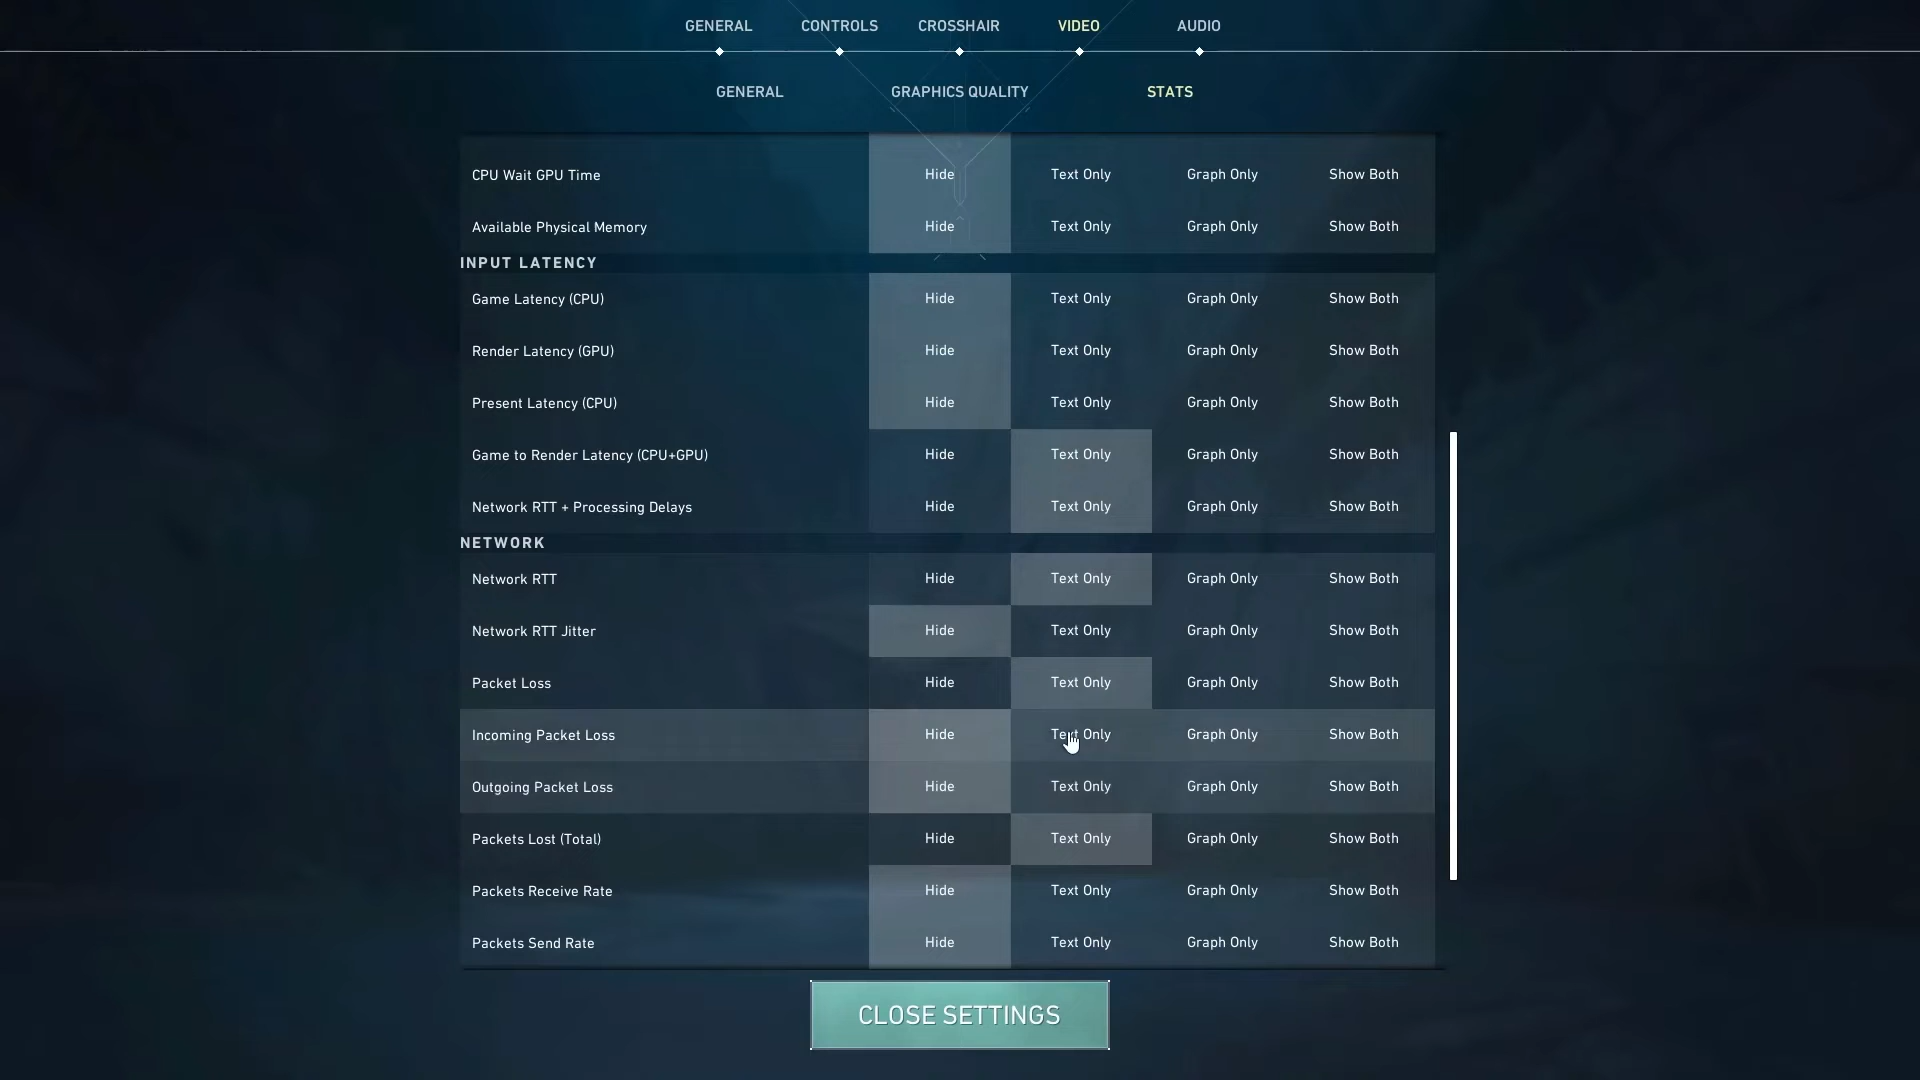 GENERAL CONTROLS CROSSHAIR VIDEO AUDIO
GENERAL GRAPHICS QUALITY STATS
CPU Wait GPU Time Hide Text Only Graph Only Show Both
Available Physical Memory Hide Text Only Graph Only Show Both
INPUT LATENCY
Game Latency (CPU) Hide Text Only Graph Only Show Both
Render Latency (GPU) Hide Text Only Graph Only Show Both
Present Latency (CPU) Hide Text Only Graph Only Show Both
Game to Render Latency (CPU+GPU) Hide Text Only Graph Only Show Both
Network RTT + Processing Delays Hide Text Only Graph Only Show Both
NETWORK
Network RTT Hide Text Only Graph Only Show Both
Network RTT Jitter Hide Text Only Graph Only Show Both
Packet Loss Hide Text Only Graph Only Show Both
Incoming Packet Loss Hide Text Only Graph Only Show Both
Outgoing Packet Loss Hide Text Only Graph Only Show Both
Packets Lost (Total) Hide Text Only Graph Only Show Both
Packets Receive Rate Hide Text Only Graph Only Show Both
Packets Send Rate Hide Text Only Graph Only Show Both
CLOSE SETTINGS